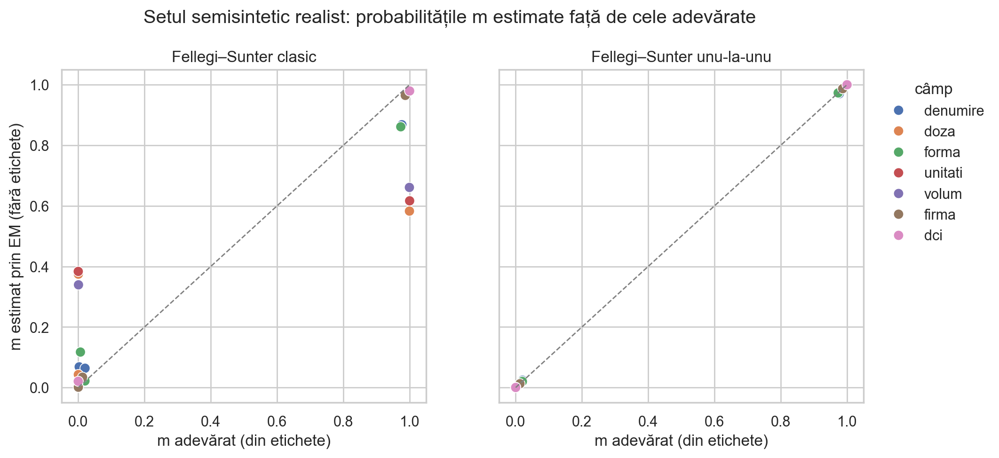 Setul semisintetic realist: probabilitățile m estimate față de cele adevărate
Fellegi–Sunter clasic
Fellegi–Sunter unu-la-unu
m estimat prin EM (fără etichete)
1.0
0.8
0.6
0.4
0.2
0.0
0.0 0.2 0.4 0.6 0.8 1.0
m adevărat (din etichete)
0.0 0.2 0.4 0.6 0.8 1.0
m adevărat (din etichete)
câmp
denumire
doza
forma
unitati
volum
firma
dci